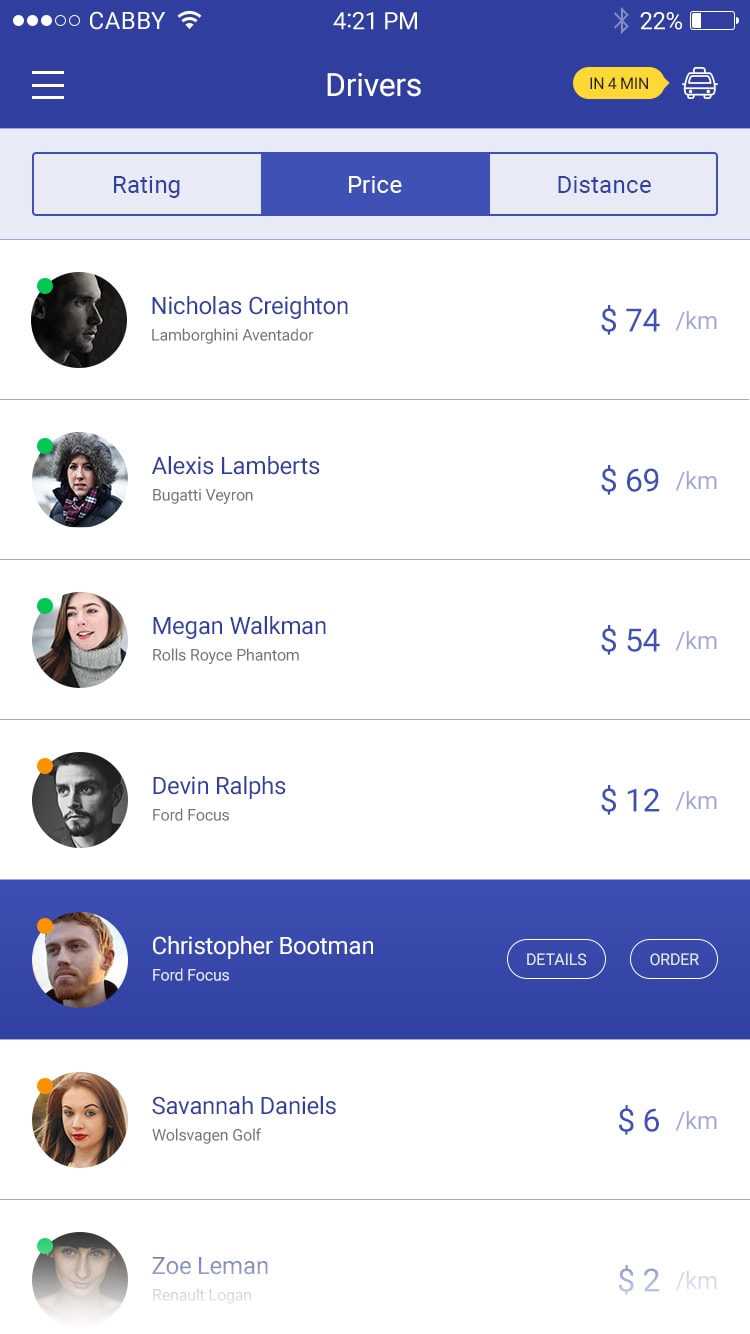 CABBY 4:21 PM 22%
Drivers IN 4 MIN
Rating Price Distance
Nicholas Creighton
Lamborghini Aventador
$ 74 /km
Alexis Lamberts
Bugatti Veyron
$ 69 /km
Megan Walkman
Rolls Royce Phantom
$ 54 /km
Devin Ralphs
Ford Focus
$ 12 /km
Christopher Bootman
Ford Focus
DETAILS ORDER
Savannah Daniels
Wolsvagen Golf
$ 6 /km
Zoe Leman
Renault Logan
$ 2 /km